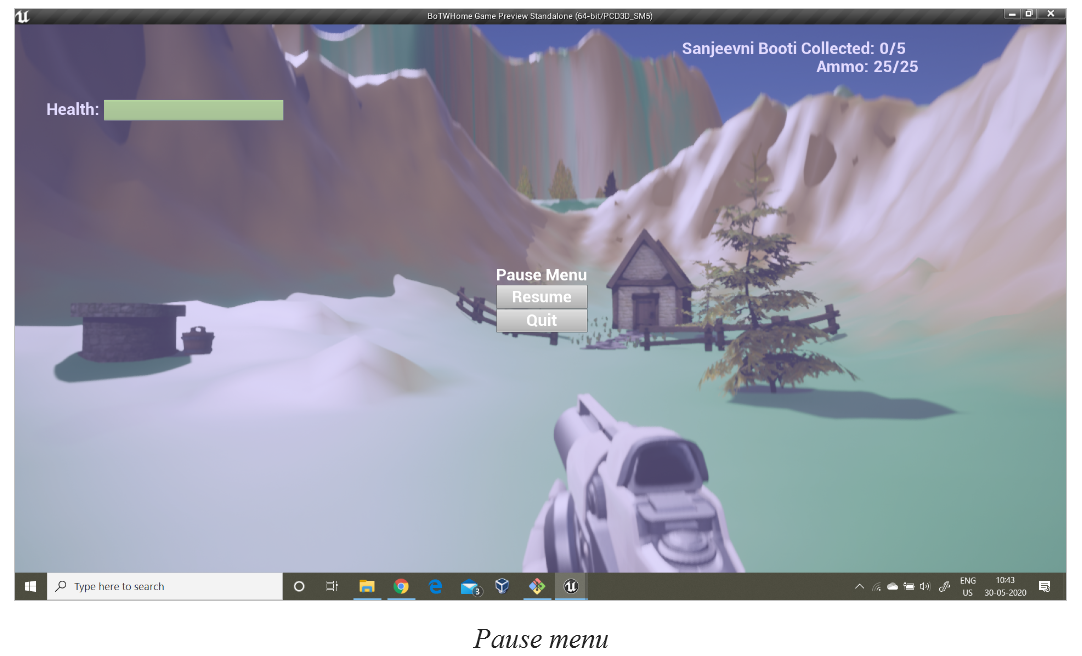 BoTWHome Game Preview Standalone (64-bit/PCD3D_SM5)
Sanjeevni Booti Collected: 0/5
Ammo: 25/25
Health:
Pause Menu
Resume
Quit
Type here to search
3
ENG
US
10:43
30-05-2020
Pause menu